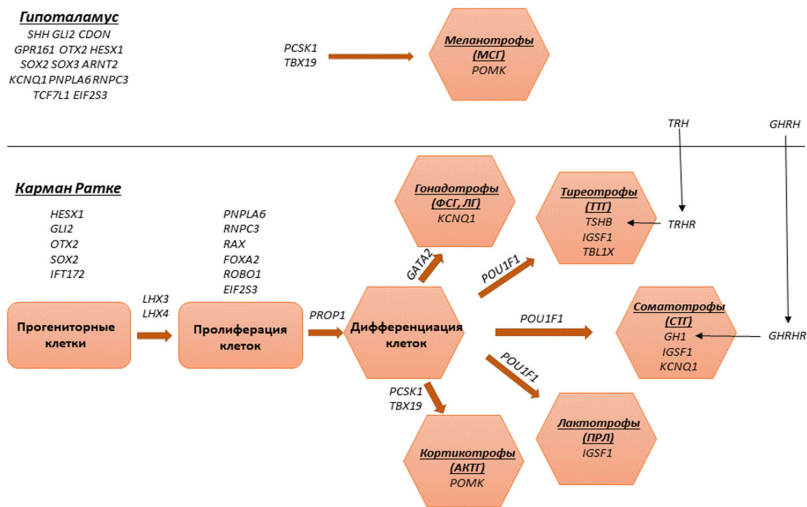 Гипоталамус
SHH GLI2 CDON
GPR161 OTX2 HESX1
SOX2 SOX3 ARNT2
KCNQ1 PNPLA6 RNPC3
TCF7L1 EIF2S3
PCSK1
TBX19
Меланотрофы
(МСГ)
POMK
TRH
GHRH
Карман Ратке
HESX1
GLI2
OTX2
SOX2
IFT172
PNPLA6
RNPC3
RAX
FOXA2
ROBO1
EIF2S3
Гонадотрофы
(ФСГ, ЛГ)
KCNQ1
Тиреотрофы
(ТТГ)
TSHB
IGSF1
TBL1X
TRHR
GATA2
POU1F1
LHX3
LHX4
Прогениторные
клетки
Пролиферация
клеток
PROP1
Дифференциация
клеток
POU1F1
Соматотрофы
(СТГ)
GH1
IGSF1
KCNQ1
GHRHR
POU1F1
PCSK1
TBX19
Кортикотрофы
(АКТГ)
POMK
Лактотрофы
(ПРЛ)
IGSF1